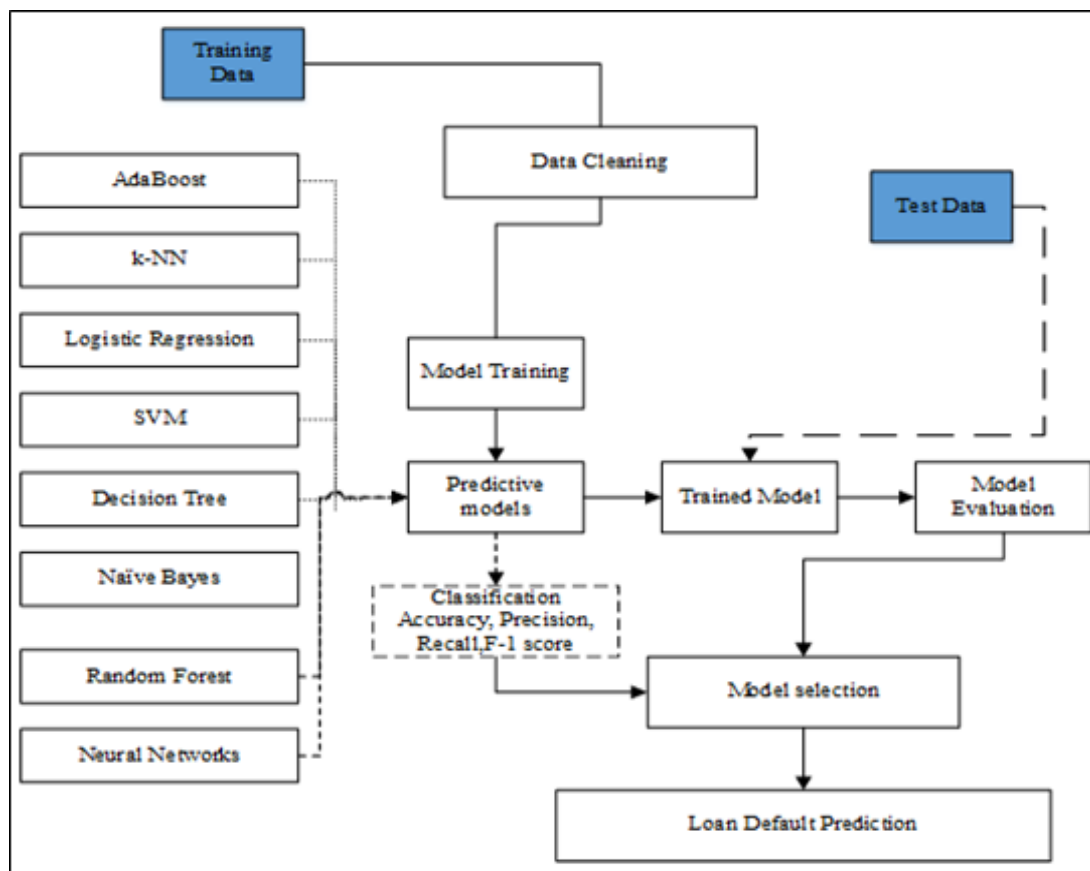 Training
Data
Data Cleaning
AdaBoost
Test Data
k-NN
Logistic Regression
Model Training
SVM
Decision Tree
Predictive
models
Trained Model
Model
Evaluation
Naïve Bayes
Classification
Accuracy, Precision,
Recall,F-1 score
Random Forest
Model selection
Neural Networks
Loan Default Prediction